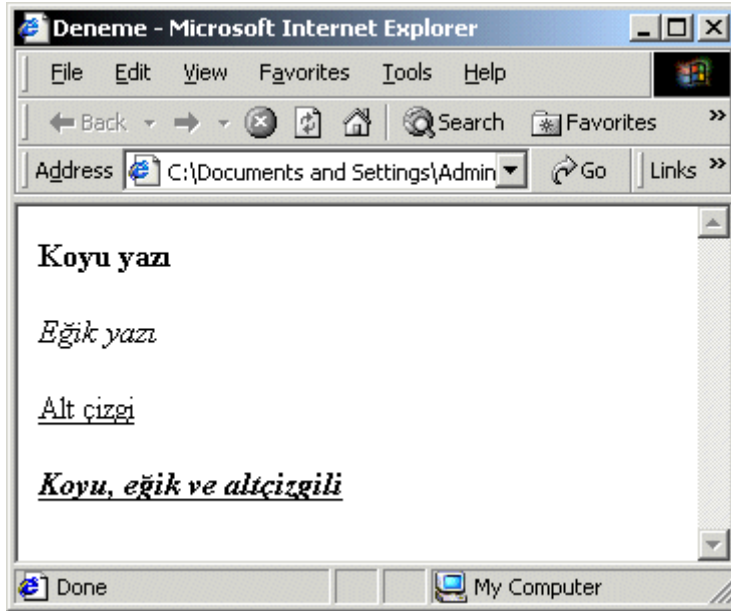 Deneme - Microsoft Internet Explorer
File Edit View Favorites Tools Help
Back Search Favorites »
Address C:\Documents and Settings\Admin Go Links »
Koyu yazı
Eğik yazı
Alt çizgi
Koyu, eğik ve altçizgili
Done My Computer